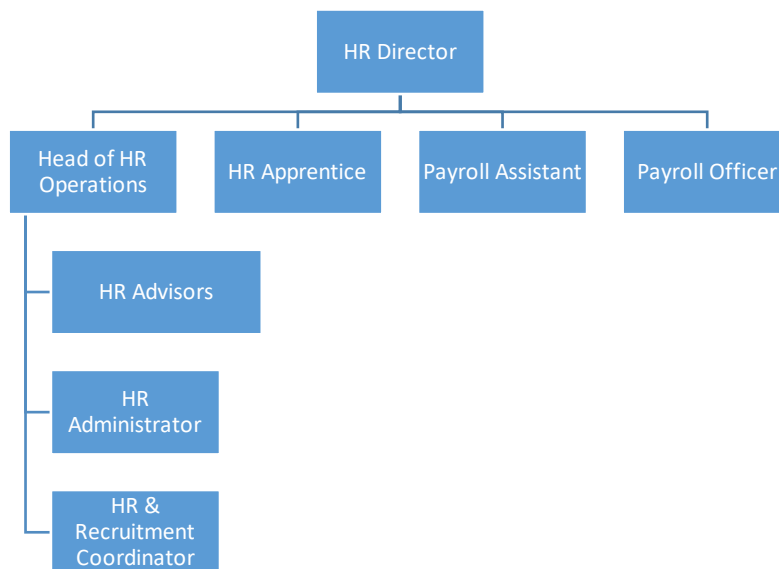 HR Director
Head of HR
Operations
HR Apprentice
Payroll Assistant
Payroll Officer
HR Advisors
HR
Administrator
HR &
Recruitment
Coordinator